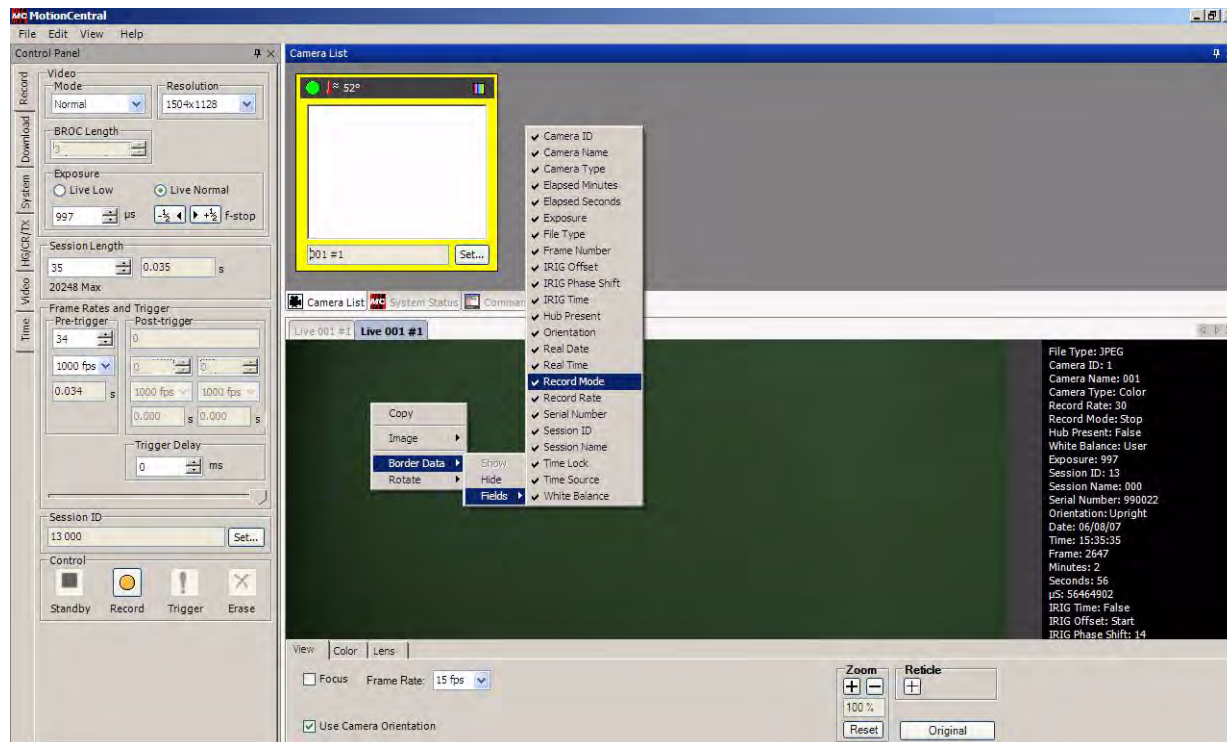 MotionCentral
File Edit View Help
Control Panel
Record
Download
System
HG/CR/TX
Video
Time
Video
Mode
Resolution
Normal
1504x1128
BROC Length
3
Exposure
Live Low
Live Normal
997 µs -½ +½ f-stop
Session Length
35 0.035 s
20248 Max
Frame Rates and Trigger
Pre-trigger Post-trigger
34 0
1000 fps 0 0
0.034 s 1000 fps 1000 fps
0.000 s 0.000 s
Trigger Delay
0 ms
Session ID
13 000 Set...
Control
Standby Record Trigger Erase
Camera List
≈ 52°
001 #1 Set...
Camera List MC System Status
Live 001 #1 Live 001 #1
Copy
Image
Border Data
Rotate
Show
Hide
Fields
Camera ID
Camera Name
Camera Type
Elapsed Minutes
Elapsed Seconds
Exposure
File Type
Frame Number
IRIG Offset
IRIG Phase Shift
IRIG Time
Hub Present
Orientation
Real Date
Real Time
Record Mode
Record Rate
Serial Number
Session ID
Session Name
Time Lock
Time Source
White Balance
File Type: JPEG
Camera ID: 1
Camera Name: 001
Camera Type: Color
Record Rate: 30
Record Mode: Stop
Hub Present: False
White Balance: User
Exposure: 997
Session ID: 13
Session Name: 000
Serial Number: 990022
Orientation: Upright
Date: 06/08/07
Time: 15:35:35
Frame: 2647
Minutes: 2
Seconds: 56
µS: 56464902
IRIG Time: False
IRIG Offset: Start
IRIG Phase Shift: 14
View Color Lens
Focus Frame Rate: 15 fps
Use Camera Orientation
Zoom
100 %
Reset
Reticle
Original